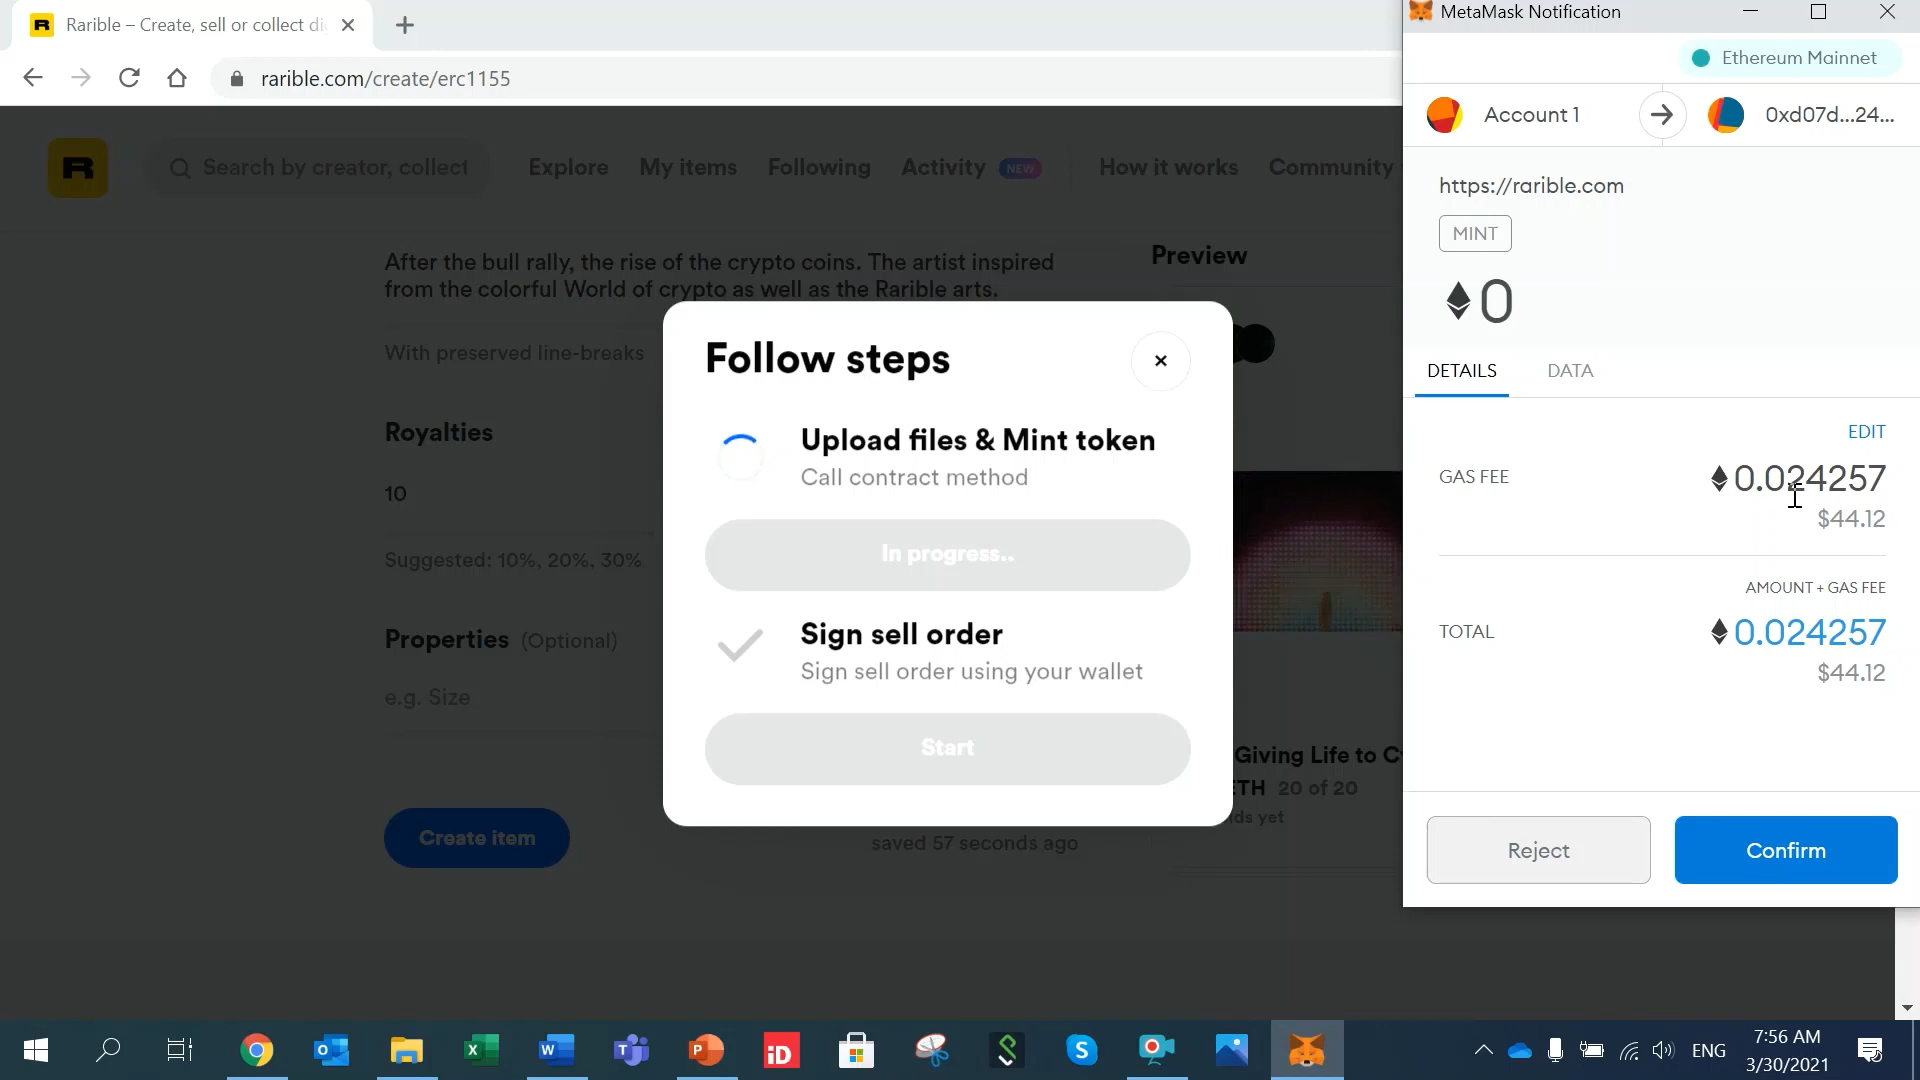 Rarible – Create, sell or collect di
rarible.com/create/erc1155
Search by creator, collect
Explore
My items
Following
Activity
NEW
How it works
Community
After the bull rally, the rise of the crypto coins. The artist inspired
from the colorful World of crypto as well as the Rarible arts.
With preserved line-breaks
Royalties
10
Suggested: 10%, 20%, 30%
Properties (Optional)
e.g. Size
Create item
saved 57 seconds ago
Preview
Giving Life to C
ETH 20 of 20
ds yet
Follow steps
Upload files & Mint token
Call contract method
In progress..
Sign sell order
Sign sell order using your wallet
Start
MetaMask Notification
Ethereum Mainnet
Account 1
0xd07d...24...
https://rarible.com
MINT
0
DETAILS
DATA
EDIT
GAS FEE
0.024257
$44.12
AMOUNT + GAS FEE
TOTAL
0.024257
$44.12
Reject
Confirm
ENG
7:56 AM
3/30/2021